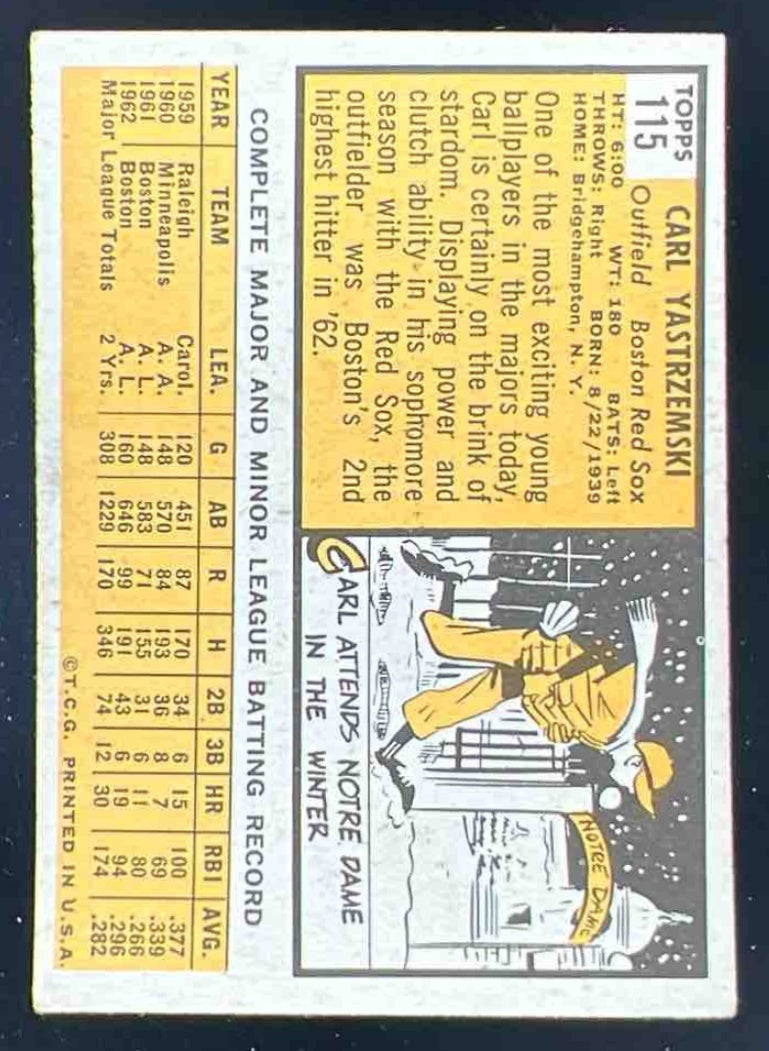 TOPPS
115
CARL YASTRZEMSKI
Outfield Boston Red Sox
HT: 6:00 WT: 180 BATS: Left
THROWS: Right BORN: 8/22/1939
HOME: Bridgehampton, N. Y.
One of the most exciting young
ballplayers in the majors today,
Carl is certainly on the brink of
stardom. Displaying power and
clutch ability in his sophomore
season with the Red Sox, the
outfielder was Boston's 2nd
highest hitter in '62.
NOTRE DAME
CARL ATTENDS NOTRE DAME
IN THE WINTER
COMPLETE MAJOR AND MINOR LEAGUE BATTING RECORD
YEAR TEAM LEA. G AB R H 2B 3B HR RBI AVG.
1959 Raleigh Carol. 120 451 87 170 34 6 15 100 .377
1960 Minneapolis A. A. 148 570 84 193 36 8 7 69 .339
1961 Boston A. L. 148 583 71 155 31 6 11 80 .266
1962 Boston A. L. 160 646 99 191 43 6 19 94 .296
Major League Totals 2 Yrs. 308 1229 170 346 74 12 30 174 .282
©T.C.G. PRINTED IN U.S.A.